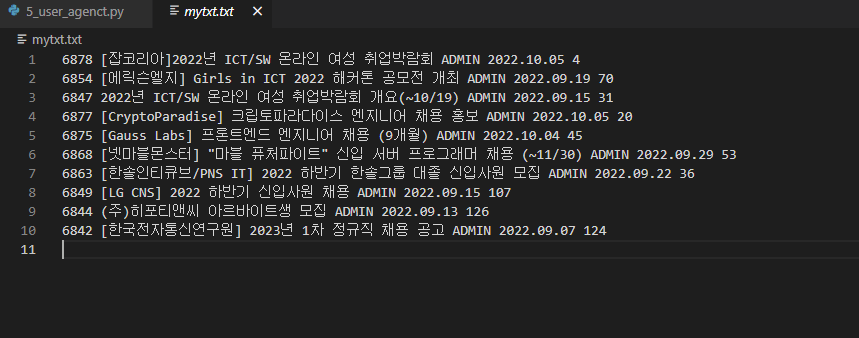 5_user_agenct.py
mytxt.txt
mytxt.txt
1 6878 [잡코리아]2022년 ICT/SW 온라인 여성 취업박람회 ADMIN 2022.10.05 4
2 6854 [에릭슨엘지] Girls in ICT 2022 해커톤 공모전 개최 ADMIN 2022.09.19 70
3 6847 2022년 ICT/SW 온라인 여성 취업박람회 개요(~10/19) ADMIN 2022.09.15 31
4 6877 [CryptoParadise] 크립토파라다이스 엔지니어 채용 홍보 ADMIN 2022.10.05 20
5 6875 [Gauss Labs] 프론트엔드 엔지니어 채용 (9개월) ADMIN 2022.10.04 45
6 6868 [넷마블몬스터] "마블 퓨처파이트" 신입 서버 프로그래머 채용 (~11/30) ADMIN 2022.09.29 53
7 6863 [한솔인티큐브/PNS IT] 2022 하반기 한솔그룹 대졸 신입사원 모집 ADMIN 2022.09.22 36
8 6849 [LG CNS] 2022 하반기 신입사원 채용 ADMIN 2022.09.15 107
9 6844 (주)히포티앤씨 아르바이트생 모집 ADMIN 2022.09.13 126
10 6842 [한국전자통신연구원] 2023년 1차 정규직 채용 공고 ADMIN 2022.09.07 124
11